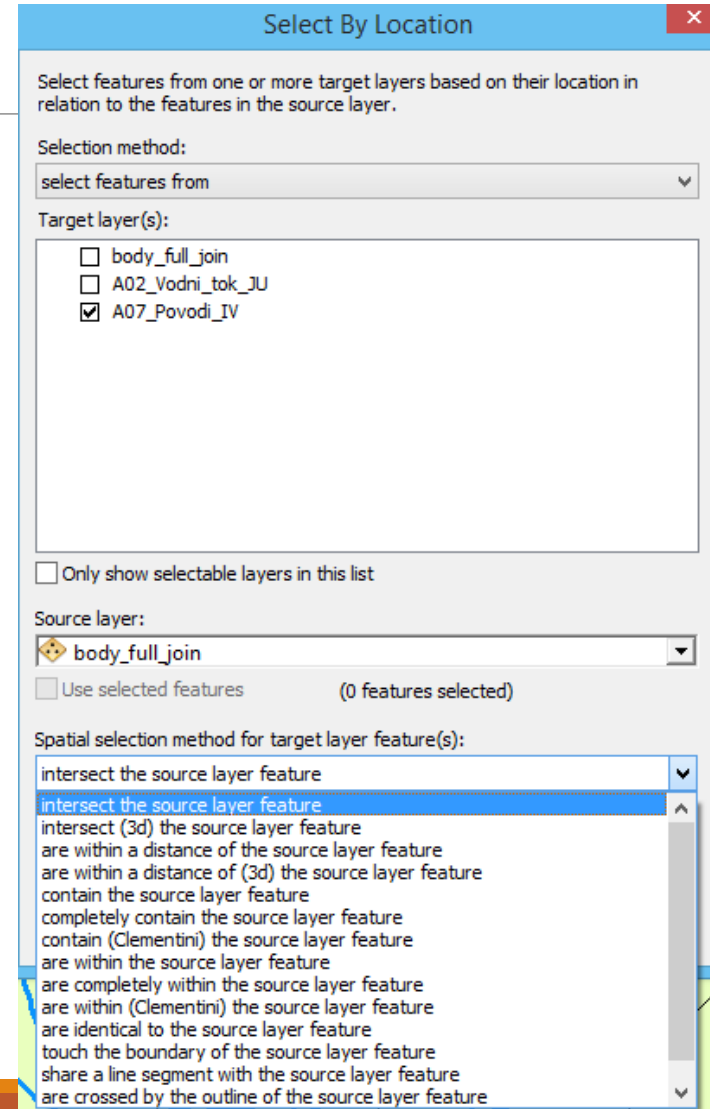 Select By Location
Select features from one or more target layers based on their location in
relation to the features in the source layer.
Selection method:
select features from
Target layer(s):
body_full_join
A02_Vodni_tok_JU
A07_Povodi_IV
Only show selectable layers in this list
Source layer:
body_full_join
Use selected features (0 features selected)
Spatial selection method for target layer feature(s):
intersect the source layer feature
intersect the source layer feature
intersect (3d) the source layer feature
are within a distance of the source layer feature
are within a distance of (3d) the source layer feature
contain the source layer feature
completely contain the source layer feature
contain (Clementini) the source layer feature
are within the source layer feature
are completely within the source layer feature
are within (Clementini) the source layer feature
are identical to the source layer feature
touch the boundary of the source layer feature
share a line segment with the source layer feature
are crossed by the outline of the source layer feature